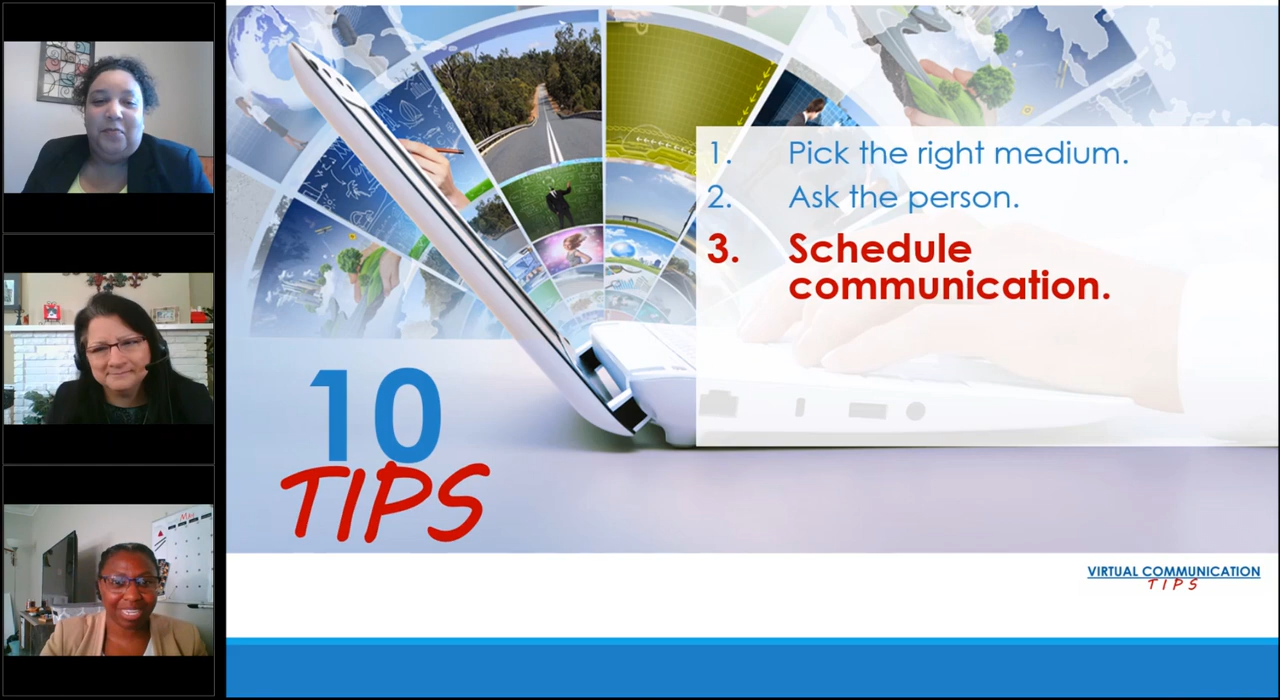 1. Pick the right medium.
2. Ask the person.
3. Schedule
communication.
10
TIPS
VIRTUAL COMMUNICATION
TIPS